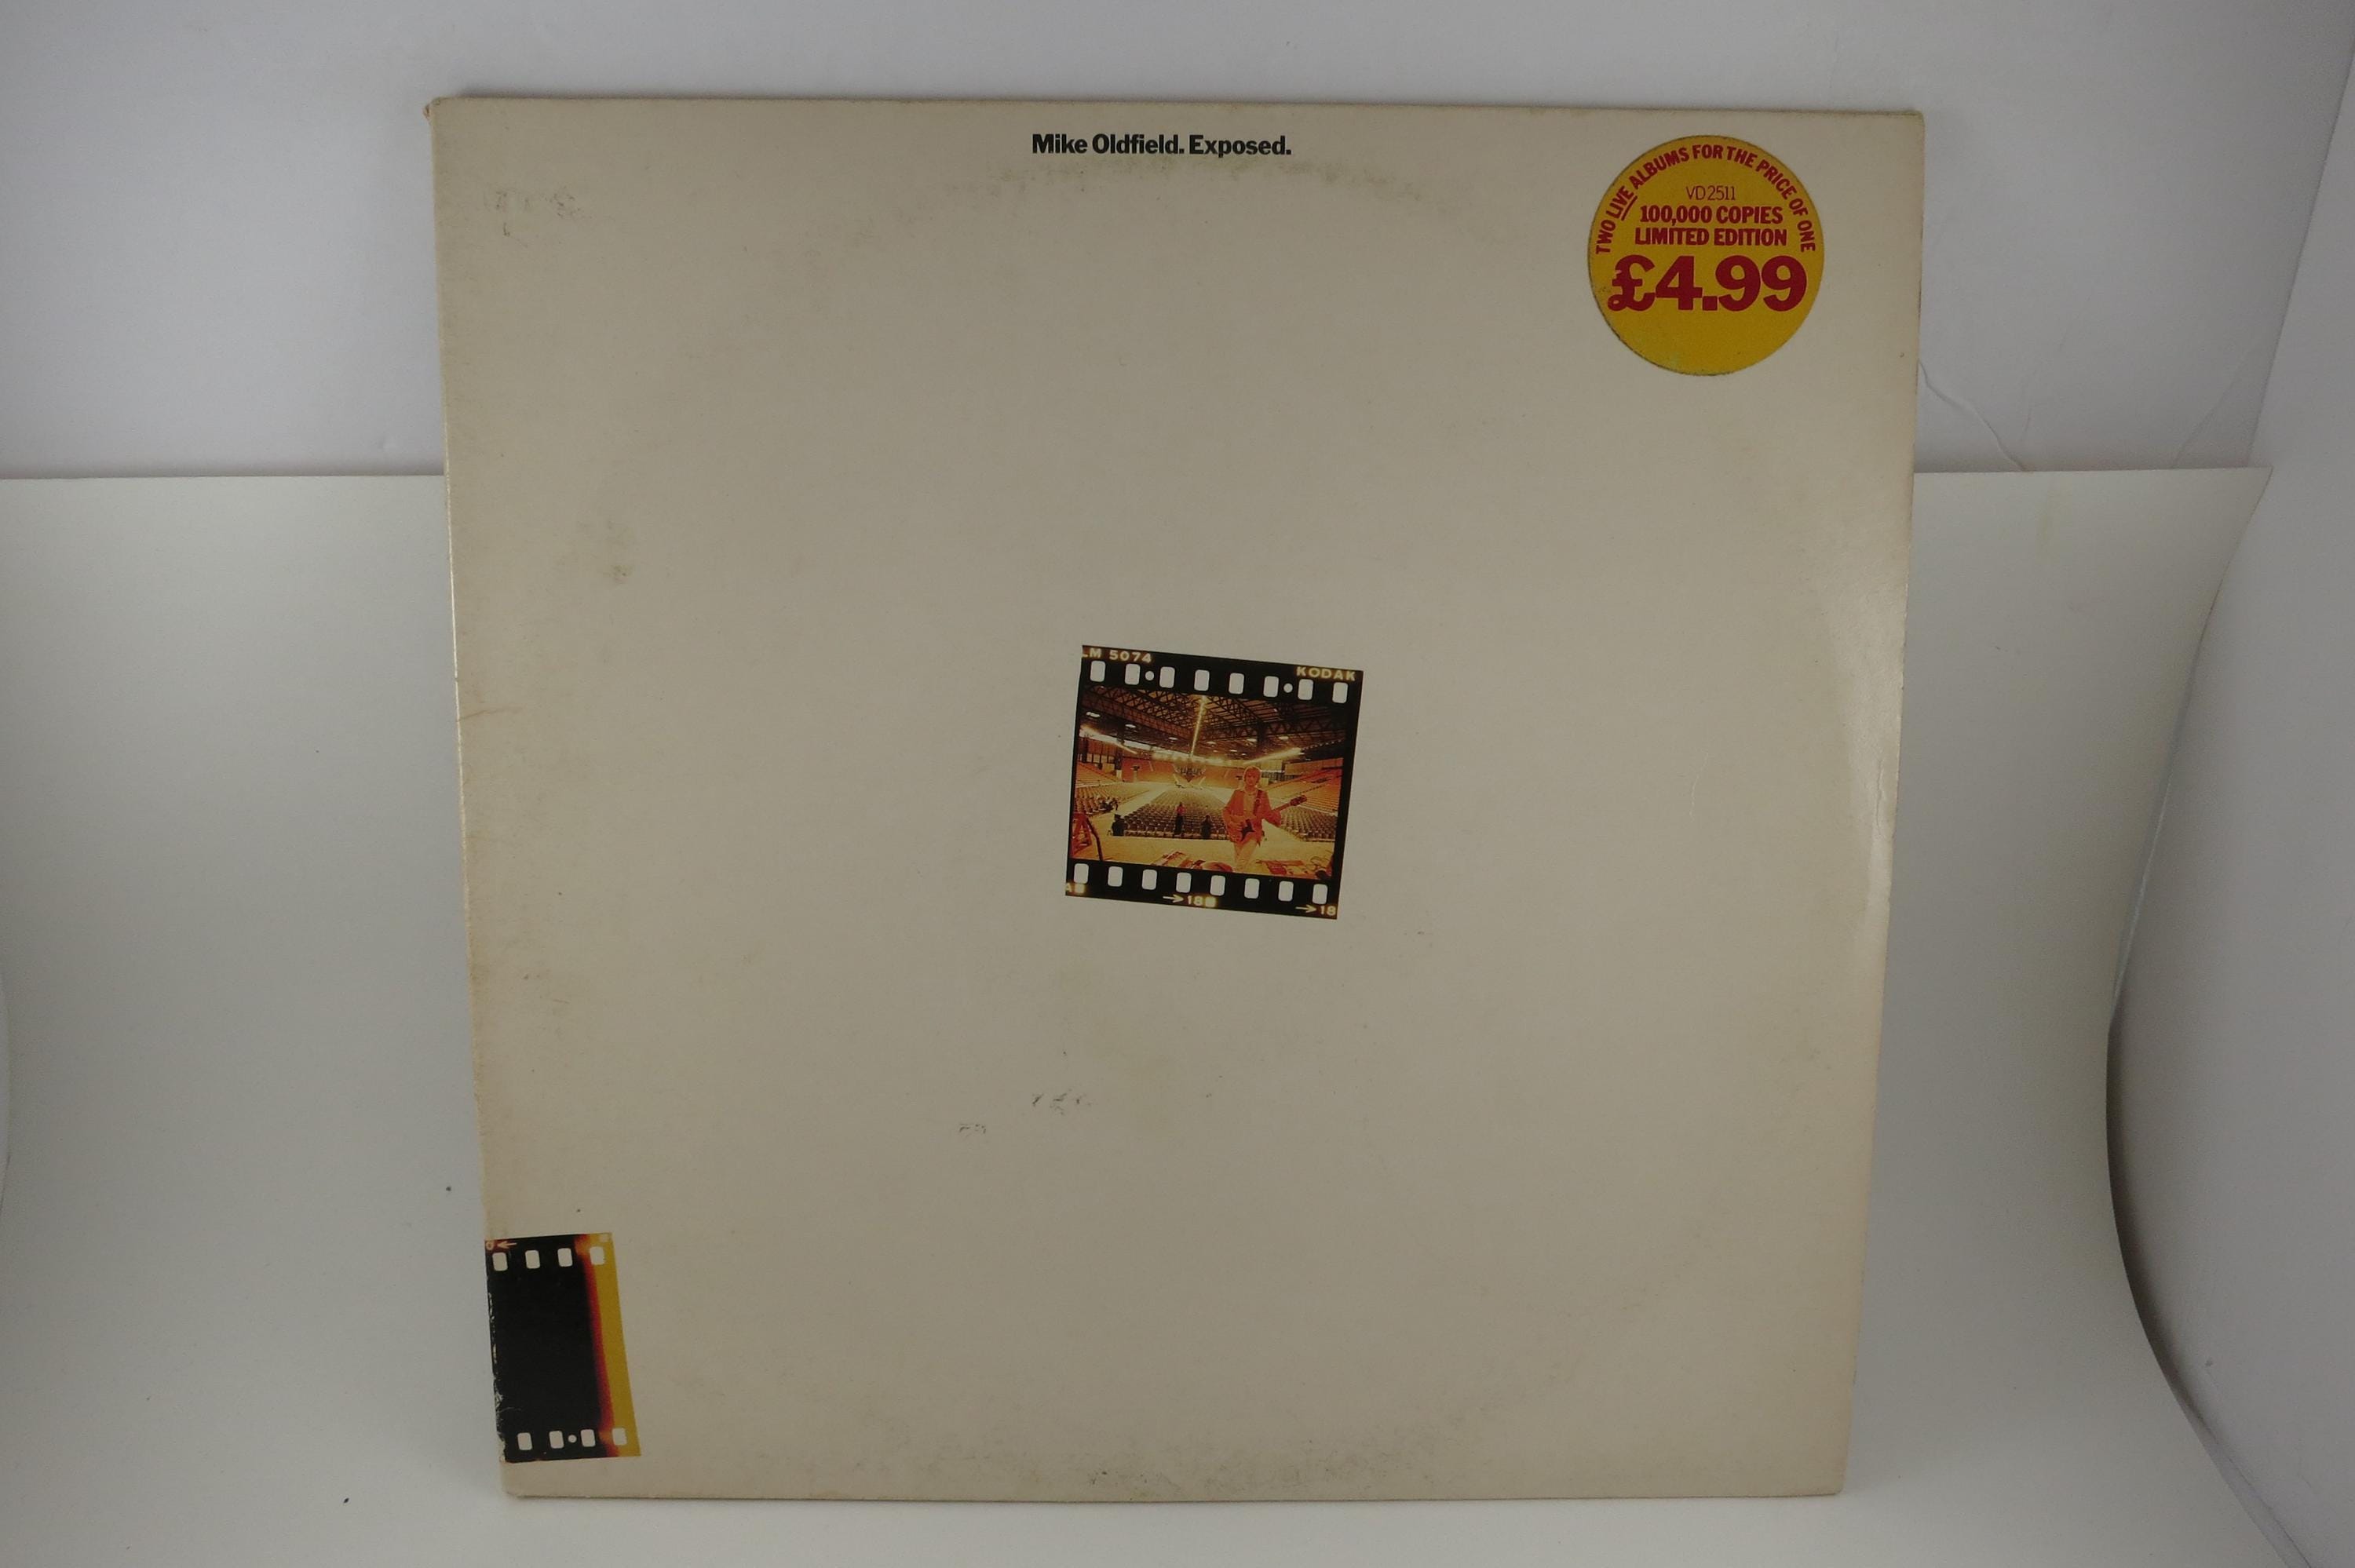 Mike Oldfield. Exposed.
TWO LIVE ALBUMS FOR THE PRICE OF ONE
VD 2511
100,000 COPIES
LIMITED EDITION
£4.99
LM 5074
KODAK
→18
→18